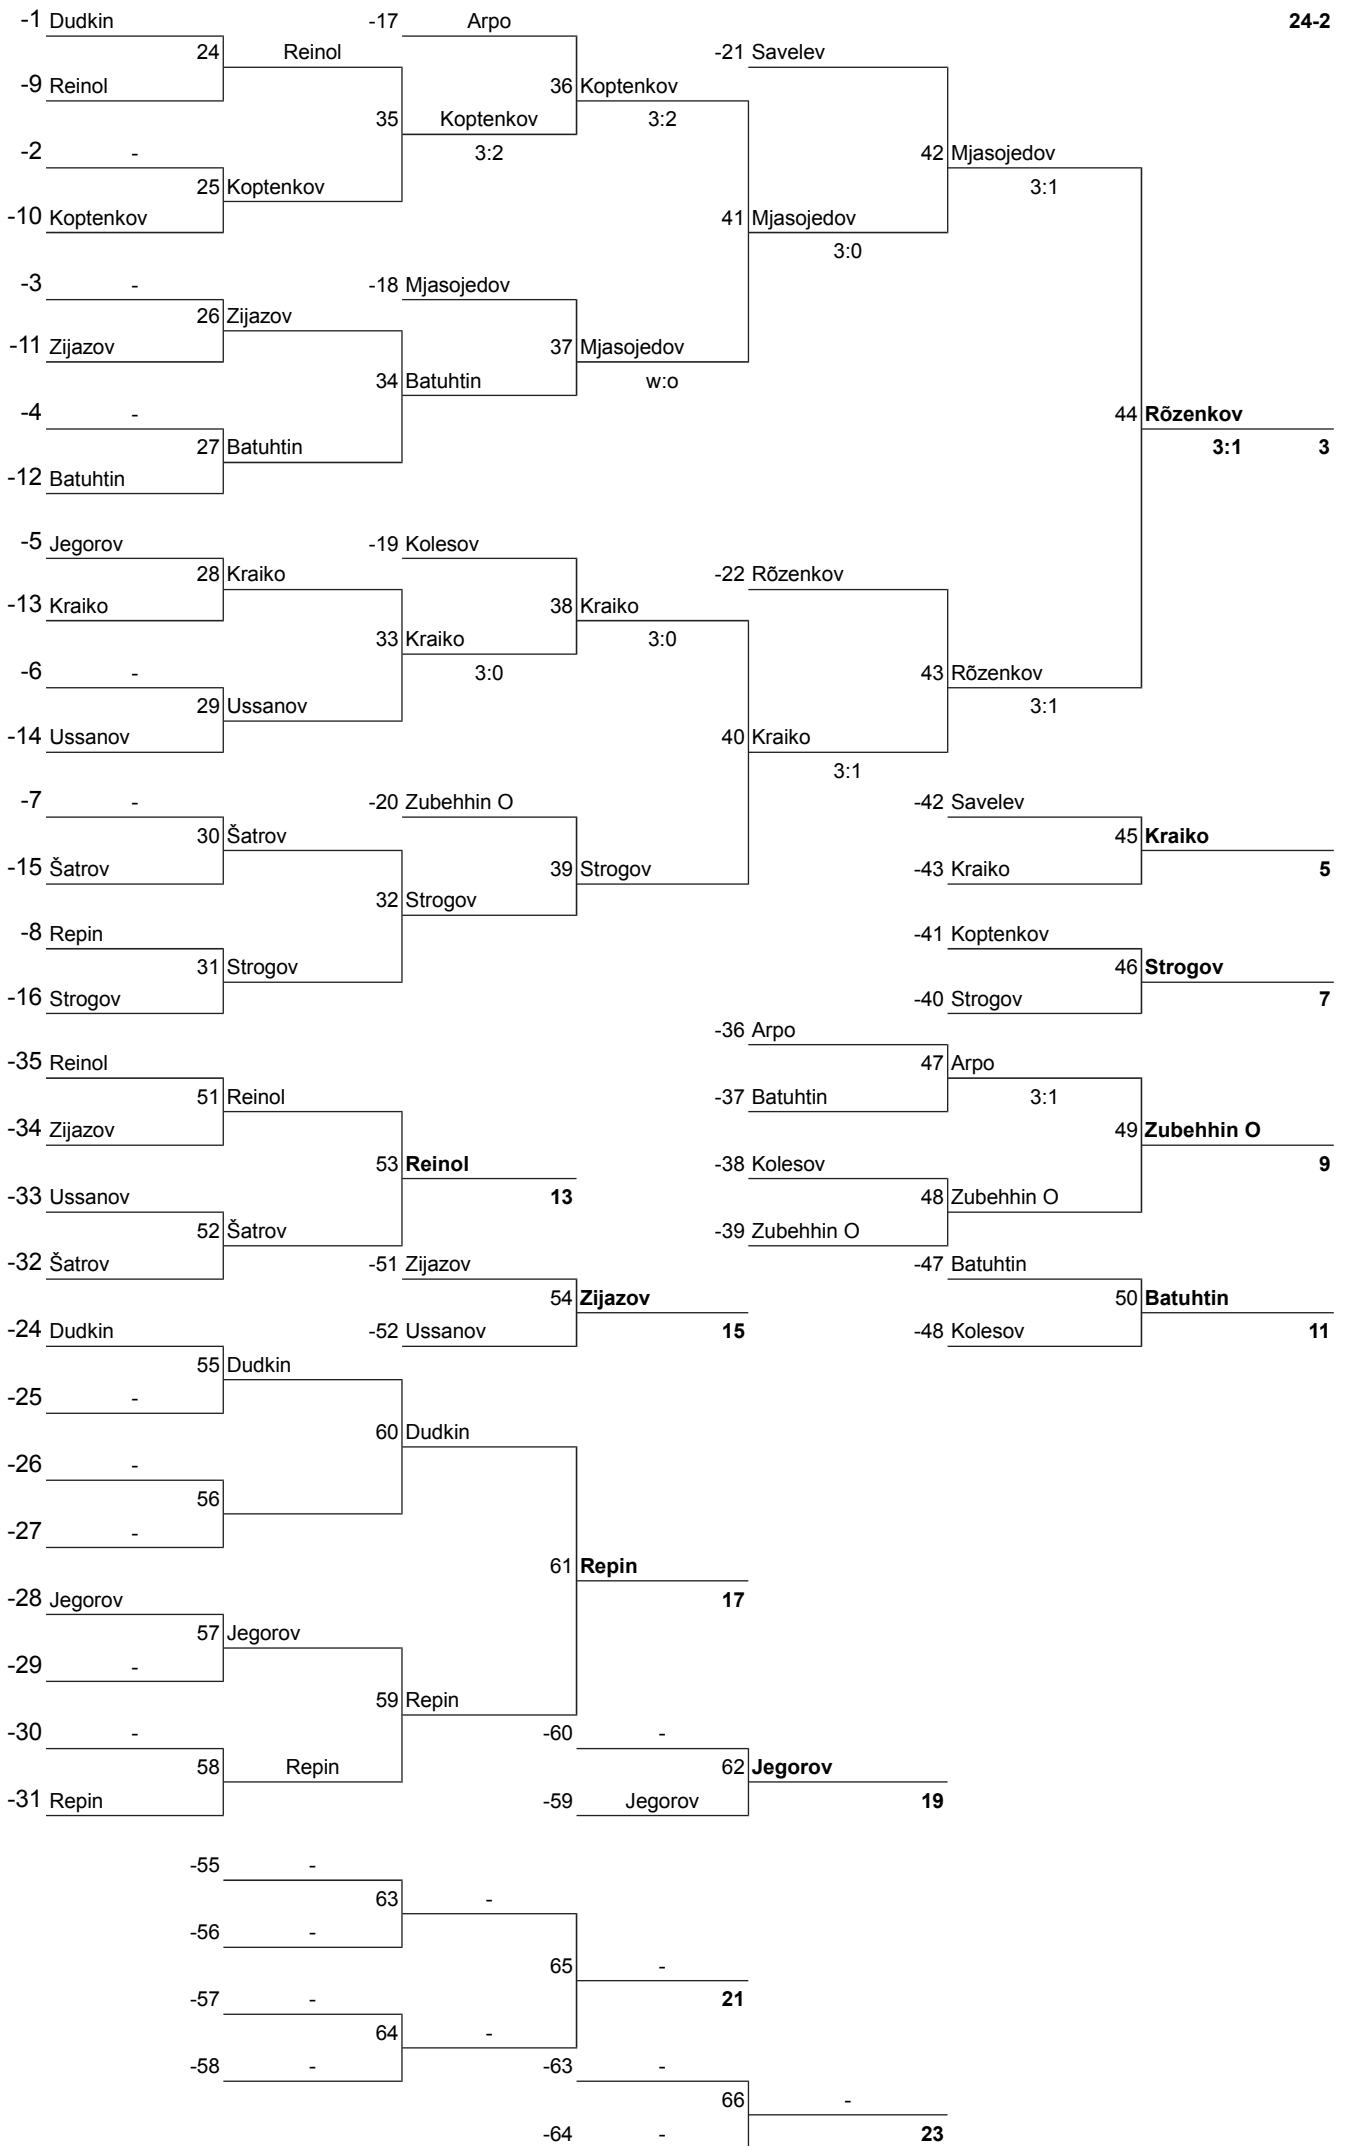 -1 Dudkin -17 Arpo 24-2
24 Reinol -21 Savelev
-9 Reinol 36 Koptenkov
35 Koptenkov 3:2
-2 - 3:2 42 Mjasojedov
25 Koptenkov 3:1
-10 Koptenkov 41 Mjasojedov
3:0
-3 - -18 Mjasojedov
26 Zijazov
-11 Zijazov 37 Mjasojedov
34 Batuhtin w:o
-4 - 44 Rõzenkov
27 Batuhtin 3:1 3
-12 Batuhtin
-5 Jegorov -19 Kolesov
28 Kraiko -22 Rõzenkov
-13 Kraiko 38 Kraiko
33 Kraiko 3:0
-6 - 3:0 43 Rõzenkov
29 Ussanov 3:1
-14 Ussanov 40 Kraiko
3:1
-7 - -20 Zubehhin O -42 Savelev
30 Šatrov 45 Kraiko
-15 Šatrov 39 Strogov -43 Kraiko 5
32 Strogov
-8 Repin -41 Koptenkov
31 Strogov 46 Strogov
-16 Strogov -40 Strogov 7
-36 Arpo
-35 Reinol 47 Arpo
51 Reinol -37 Batuhtin 3:1
-34 Zijazov 49 Zubehhin O
53 Reinol -38 Kolesov 9
-33 Ussanov 13 48 Zubehhin O
52 Šatrov -39 Zubehhin O
-32 Šatrov -51 Zijazov -47 Batuhtin
54 Zijazov 50 Batuhtin
-24 Dudkin -52 Ussanov 15 -48 Kolesov 11
55 Dudkin
-25 -
60 Dudkin
-26 -
56
-27 -
61 Repin
-28 Jegorov 17
57 Jegorov
-29 -
59 Repin
-30 - -60 -
58 Repin 62 Jegorov
-31 Repin -59 Jegorov 19
-55 -
63 -
-56 -
65 -
-57 - 21
64 -
-58 - -63 -
66 -
-64 - 23